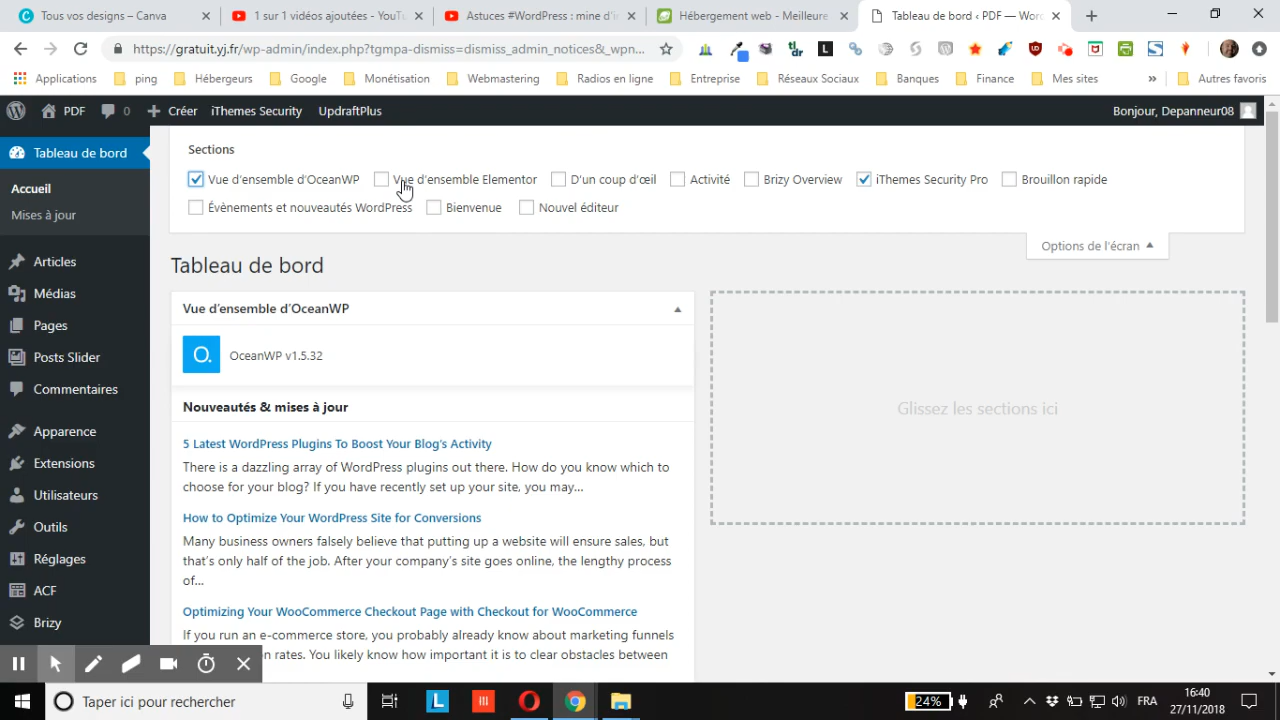 Tous vos designs – Canva
1 sur 1 vidéos ajoutées - YouTu
Astuces #WordPress : mine d'in
Hébergement web - Meilleure
Tableau de bord ‹ PDF — Word
https://gratuit.yj.fr/wp-admin/index.php?tgmpa-dismiss=dismiss_admin_notices&_wpn...
Applications ping Hébergeurs Google Monétisation Webmastering Radios en ligne Entreprise Réseaux Sociaux Banques Finance Mes sites » Autres favoris
PDF 0 Créer iThemes Security UpdraftPlus Bonjour, Depanneur08
Tableau de bord
Accueil
Mises à jour
Articles
Médias
Pages
Posts Slider
Commentaires
Apparence
Extensions
Utilisateurs
Outils
Réglages
ACF
Brizy
Sections
Vue d'ensemble d'OceanWP Vue d'ensemble Elementor D'un coup d'œil Activité Brizy Overview iThemes Security Pro Brouillon rapide
Évènements et nouveautés WordPress Bienvenue Nouvel éditeur
Options de l'écran
Tableau de bord
Vue d'ensemble d'OceanWP
O.
OceanWP v1.5.32
Nouveautés & mises à jour
5 Latest WordPress Plugins To Boost Your Blog's Activity
There is a dazzling array of WordPress plugins out there. How do you know which to
choose for your blog? If you have recently set up your site, you may...
How to Optimize Your WordPress Site for Conversions
Many business owners falsely believe that putting up a website will ensure sales, but
that's only half of the job. After your company's site goes online, the lengthy process
of...
Optimizing Your WooCommerce Checkout Page with Checkout for WooCommerce
If you run an e-commerce store, you probably already know about marketing funnels
on rates. You likely know how important it is to clear obstacles between
Glissez les sections ici
Taper ici pour rechercher
24%
FRA
16:40
27/11/2018